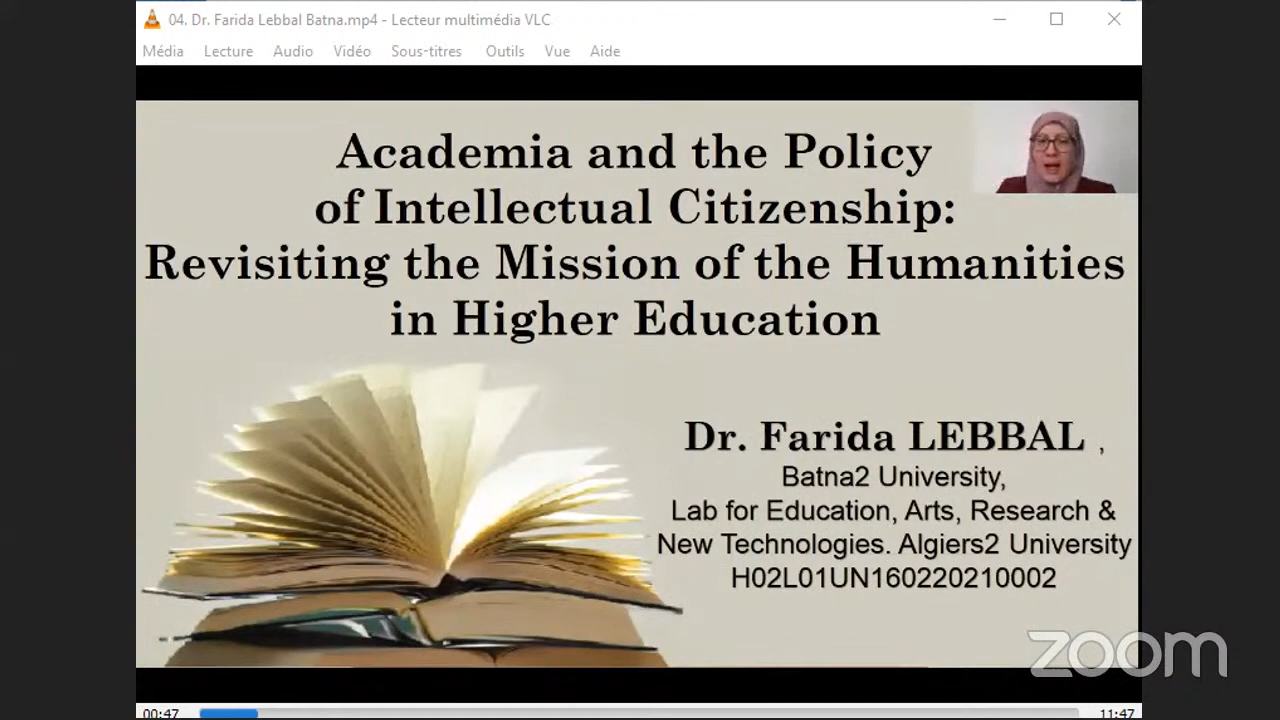 04. Dr. Farida Lebbal Batna.mp4 - Lecteur multimédia VLC
Média Lecture Audio Vidéo Sous-titres Outils Vue Aide
Academia and the Policy
of Intellectual Citizenship:
Revisiting the Mission of the Humanities
in Higher Education
Dr. Farida LEBBAL ,
Batna2 University,
Lab for Education, Arts, Research &
New Technologies. Algiers2 University
H02L01UN160220210002
zoom
00:47 11:47